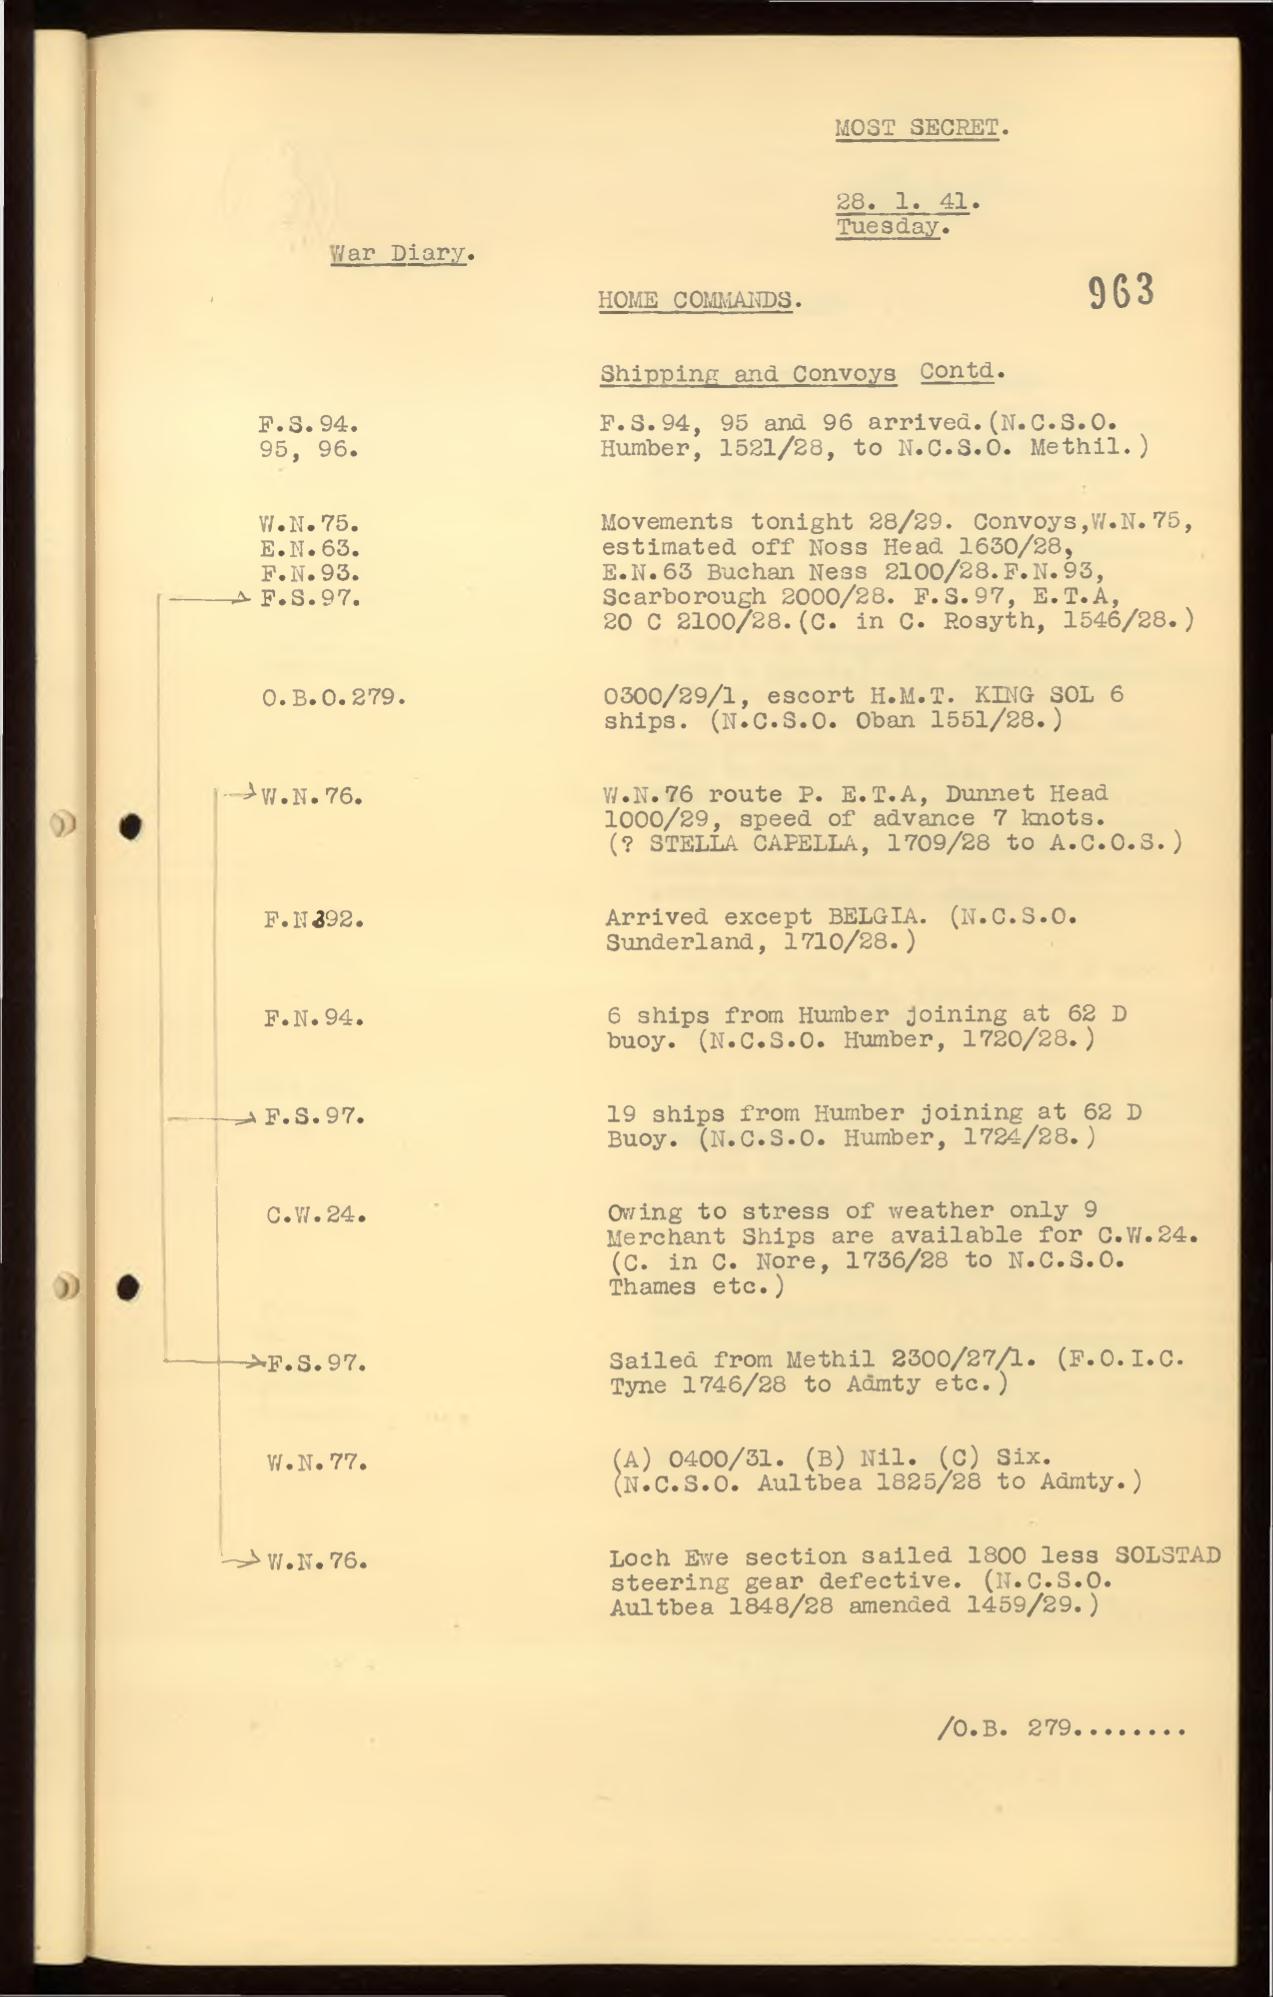 MOST SECRET.
28. 1. 41.
Tuesday.
War Diary.
HOME COMMANDS.
963
Shipping and Convoys Contd.
F.S.94.
95, 96.
F.S.94, 95 and 96 arrived.(N.C.S.O.
Humber, 1521/28, to N.C.S.O. Methil.)
W.N.75.
E.N.63.
F.N.93.
F.S.97.
Movements tonight 28/29. Convoys,W.N.75,
estimated off Noss Head 1630/28,
E.N.63 Buchan Ness 2100/28.F.N.93,
Scarborough 2000/28. F.S.97, E.T.A,
20 C 2100/28.(C. in C. Rosyth, 1546/28.)
O.B.O.279.
0300/29/1, escort H.M.T. KING SOL 6
ships. (N.C.S.O. Oban 1551/28.)
W.N.76.
W.N.76 route P. E.T.A, Dunnet Head
1000/29, speed of advance 7 knots.
(? STELLA CAPELLA, 1709/28 to A.C.O.S.)
F.N.92.
Arrived except BELGIA. (N.C.S.O.
Sunderland, 1710/28.)
F.N.94.
6 ships from Humber joining at 62 D
buoy. (N.C.S.O. Humber, 1720/28.)
F.S.97.
19 ships from Humber joining at 62 D
Buoy. (N.C.S.O. Humber, 1724/28.)
C.W.24.
Owing to stress of weather only 9
Merchant Ships are available for C.W.24.
(C. in C. Nore, 1736/28 to N.C.S.O.
Thames etc.)
F.S.97.
Sailed from Methil 2300/27/1. (F.O.I.C.
Tyne 1746/28 to Admty etc.)
W.N.77.
(A) 0400/31. (B) Nil. (C) Six.
(N.C.S.O. Aultbea 1825/28 to Admty.)
W.N.76.
Loch Ewe section sailed 1800 less SOLSTAD
steering gear defective. (N.C.S.O.
Aultbea 1848/28 amended 1459/29.)
/O.B. 279........